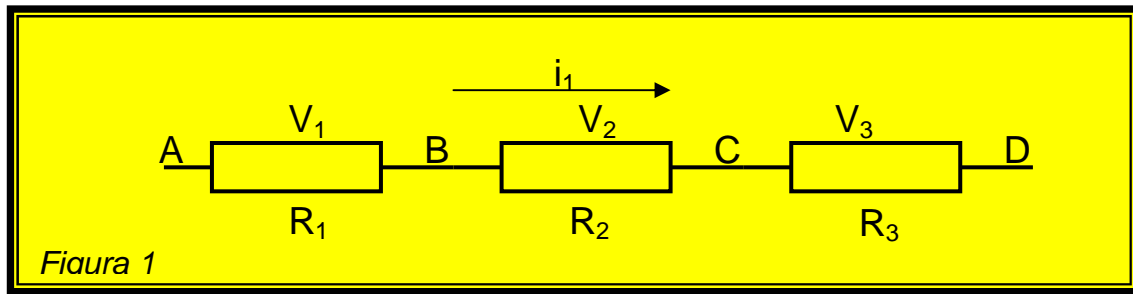 i₁
V₁ V₂ V₃
A B C D
R₁ R₂ R₃
Figura 1